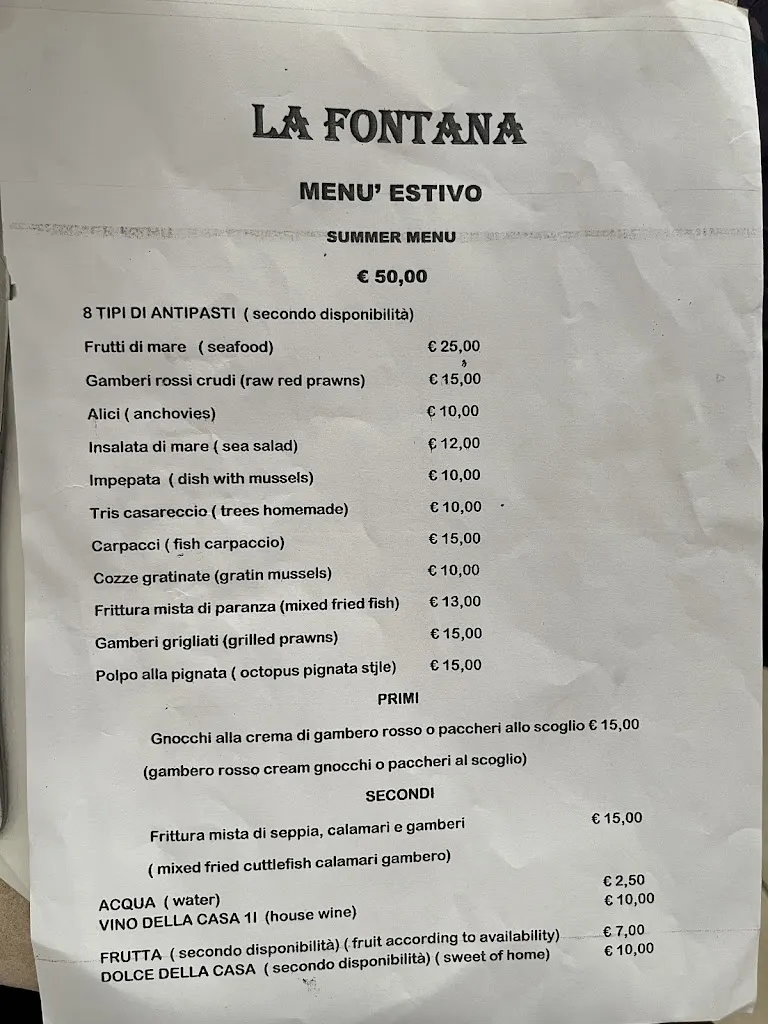 LA FONTANA
MENU' ESTIVO
SUMMER MENU
€ 50,00
8 TIPI DI ANTIPASTI ( secondo disponibilità)
Frutti di mare ( seafood) € 25,00
Gamberi rossi crudi (raw red prawns) € 15,00
Alici ( anchovies) € 10,00
Insalata di mare ( sea salad) € 12,00
Impepata ( dish with mussels) € 10,00
Tris casareccio ( trees homemade) € 10,00
Carpacci ( fish carpaccio) € 15,00
Cozze gratinate (gratin mussels) € 10,00
Frittura mista di paranza (mixed fried fish) € 13,00
Gamberi grigliati (grilled prawns) € 15,00
Polpo alla pignata ( octopus pignata stjle) € 15,00
PRIMI
Gnocchi alla crema di gambero rosso o paccheri allo scoglio € 15,00
(gambero rosso cream gnocchi o paccheri al scoglio)
SECONDI
Frittura mista di seppia, calamari e gamberi € 15,00
( mixed fried cuttlefish calamari gambero)
ACQUA ( water) € 2,50
VINO DELLA CASA 1l (house wine) € 10,00
FRUTTA ( secondo disponibilità) ( fruit according to availability) € 7,00
DOLCE DELLA CASA ( secondo disponibilità) ( sweet of home) € 10,00